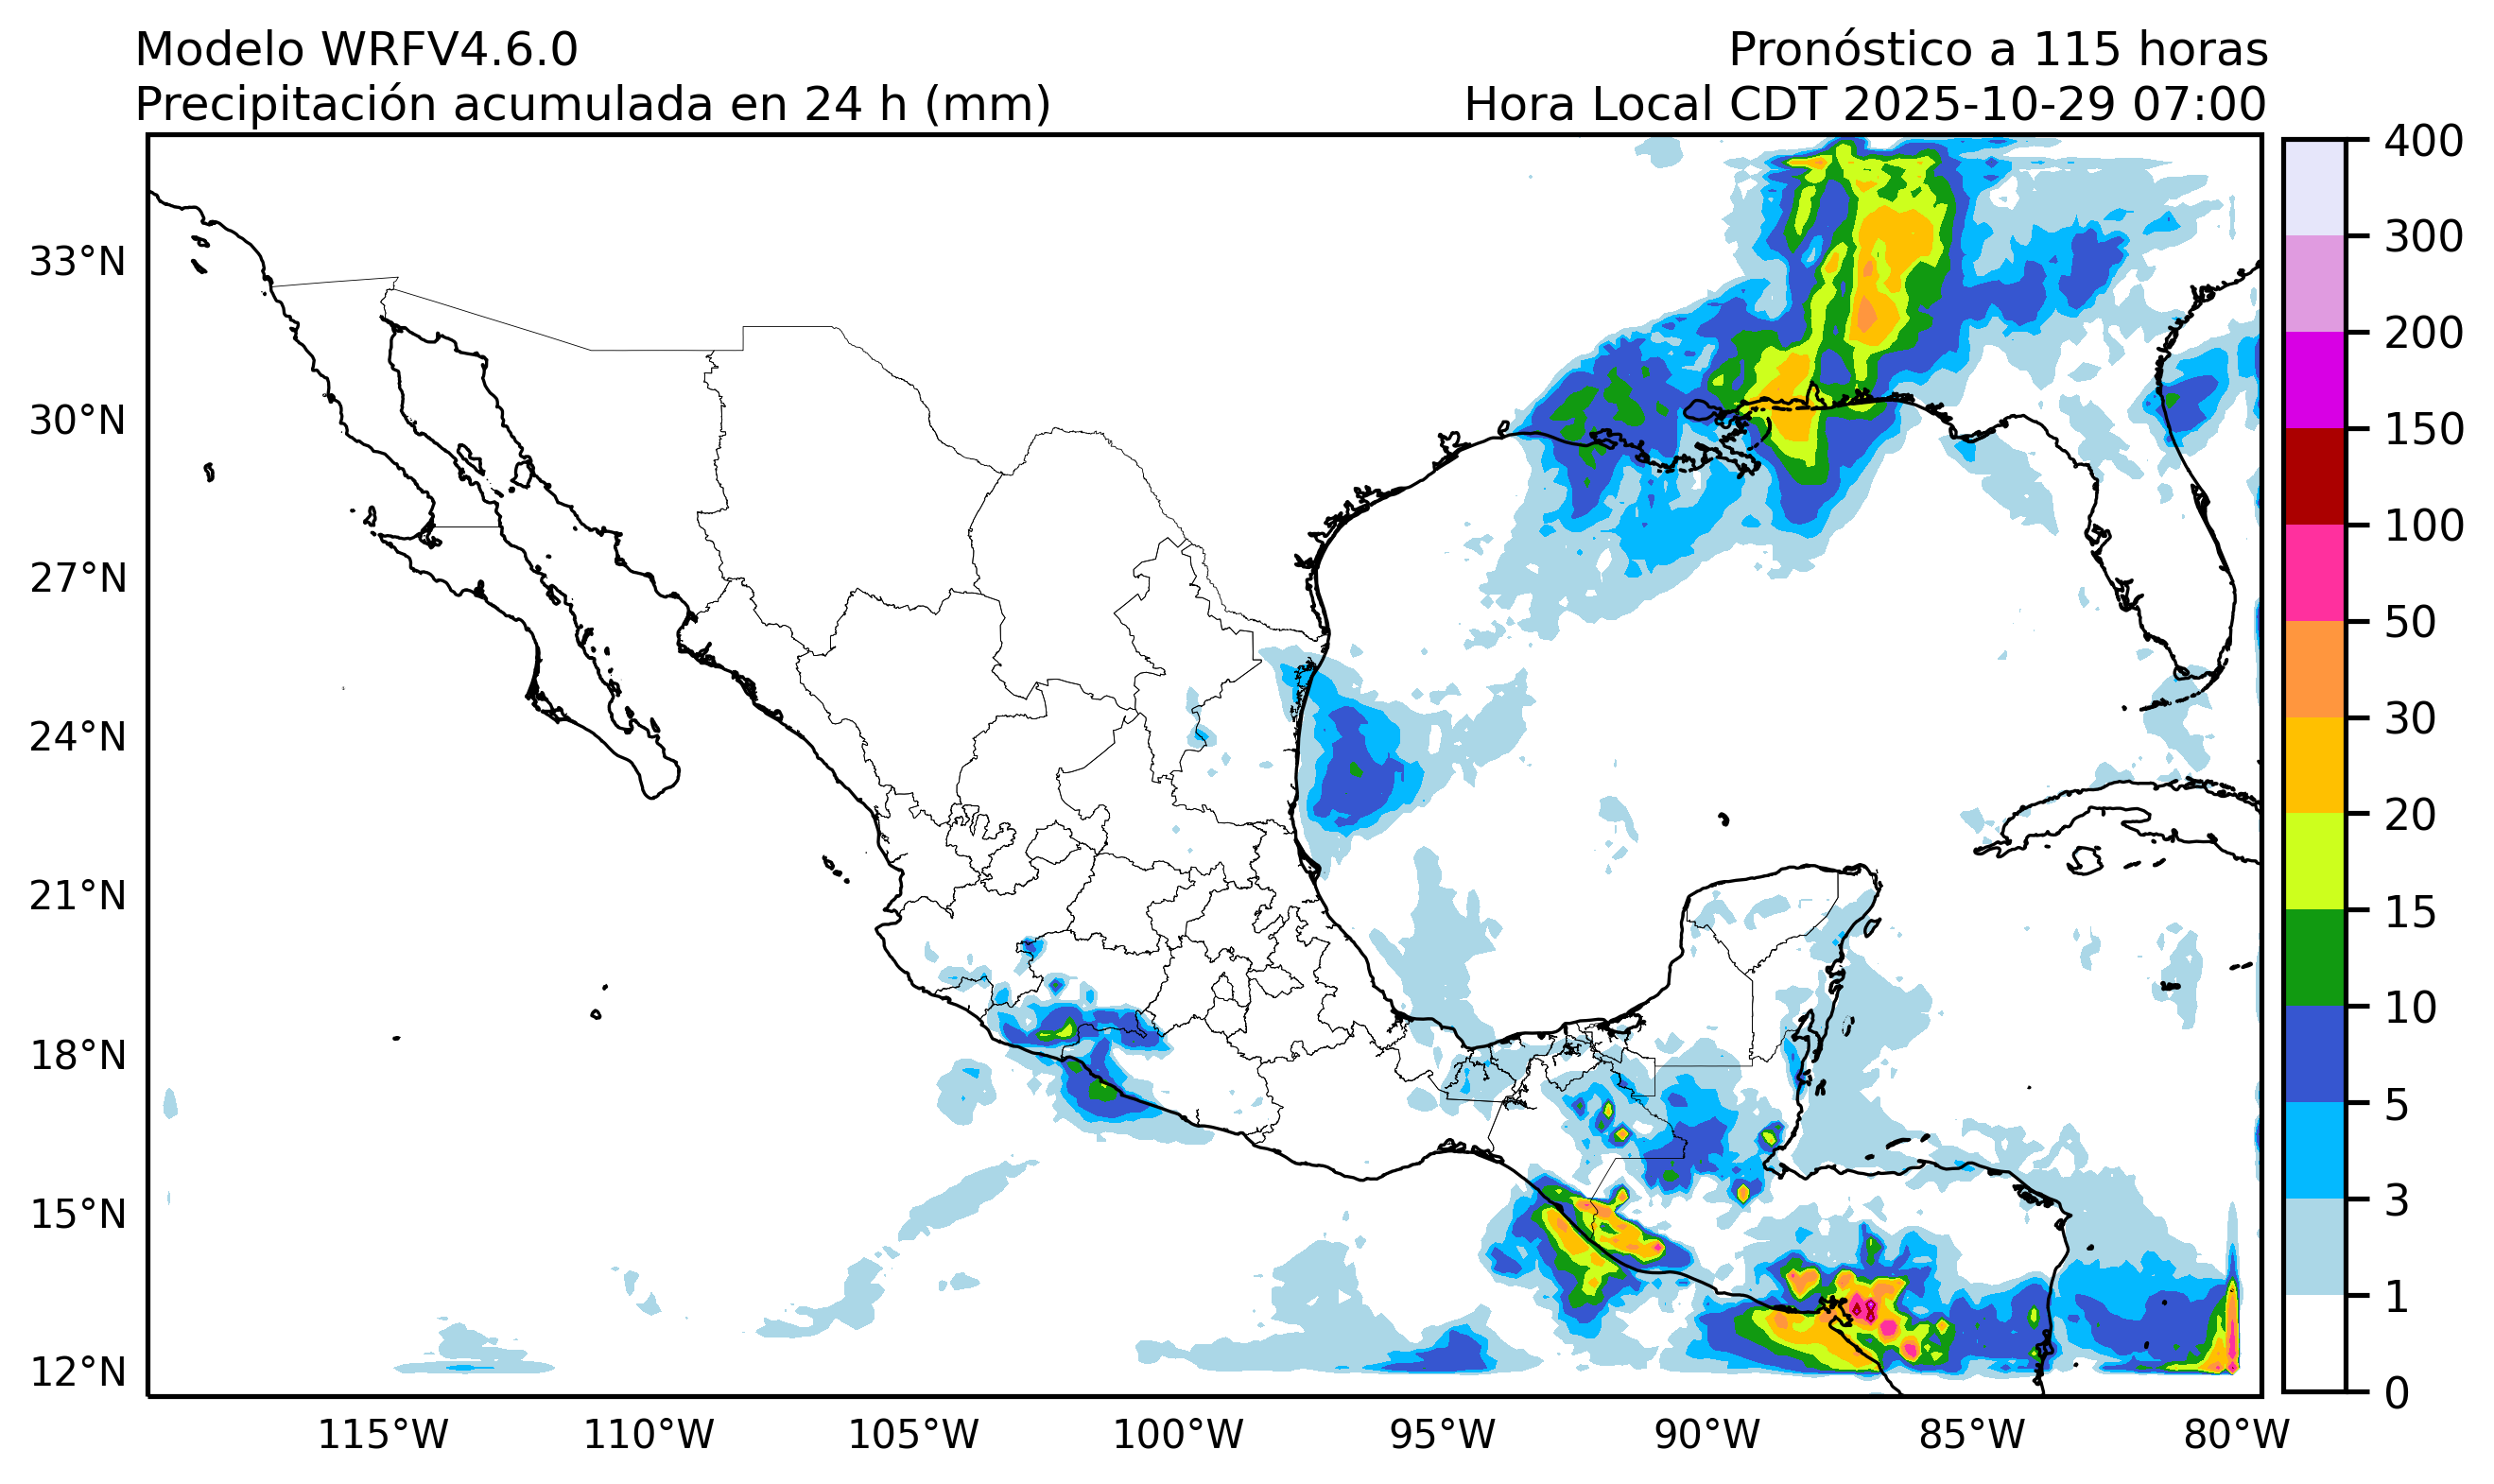 Modelo WRFV4.6.0
Pronóstico a 115 horas
Precipitación acumulada en 24 h (mm)
Hora Local CDT 2025-10-29 07:00
33°N
30°N
27°N
24°N
21°N
18°N
15°N
12°N
115°W
110°W
105°W
100°W
95°W
90°W
85°W
80°W
400
300
200
150
100
50
30
20
15
10
5
3
1
0